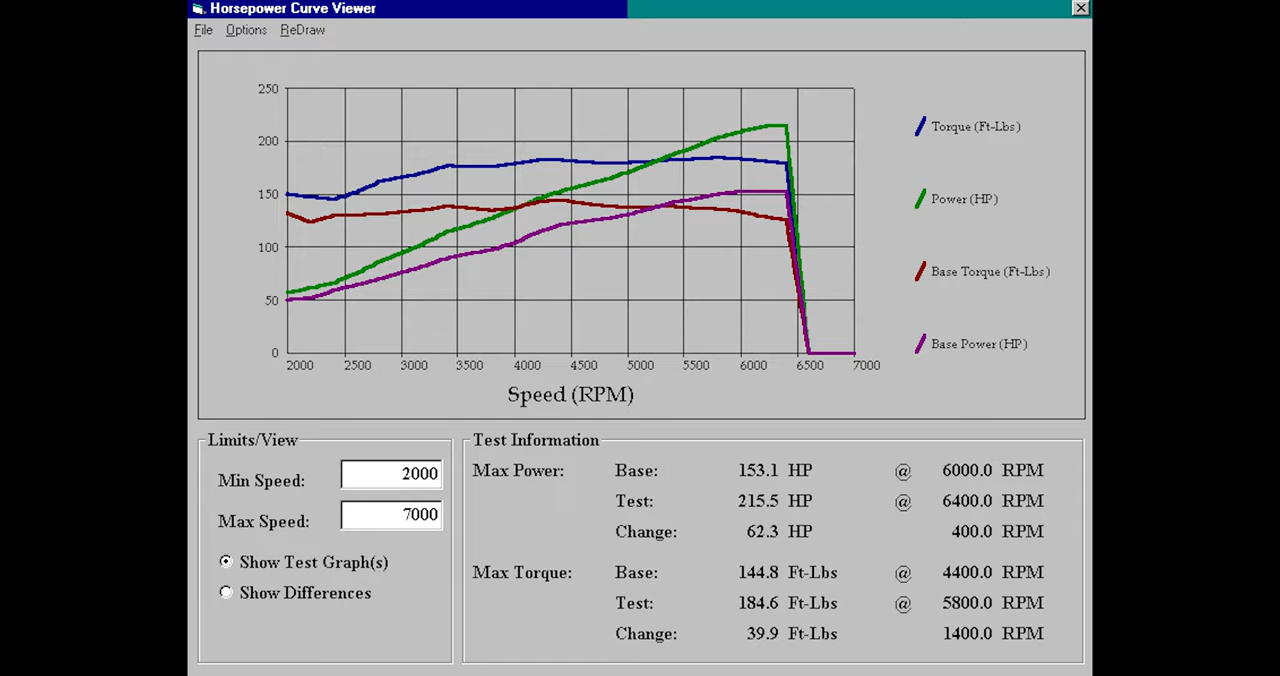 Horsepower Curve Viewer
File Options ReDraw
250
200
150
100
50
0
2000 2500 3000 3500 4000 4500 5000 5500 6000 6500 7000
Speed (RPM)
Torque (Ft-Lbs)
Power (HP)
Base Torque (Ft-Lbs)
Base Power (HP)
Limits/View
Min Speed: 2000
Max Speed: 7000
Show Test Graph(s)
Show Differences
Test Information
Max Power: Base: 153.1 HP @ 6000.0 RPM
Test: 215.5 HP @ 6400.0 RPM
Change: 62.3 HP 400.0 RPM
Max Torque: Base: 144.8 Ft-Lbs @ 4400.0 RPM
Test: 184.6 Ft-Lbs @ 5800.0 RPM
Change: 39.9 Ft-Lbs 1400.0 RPM